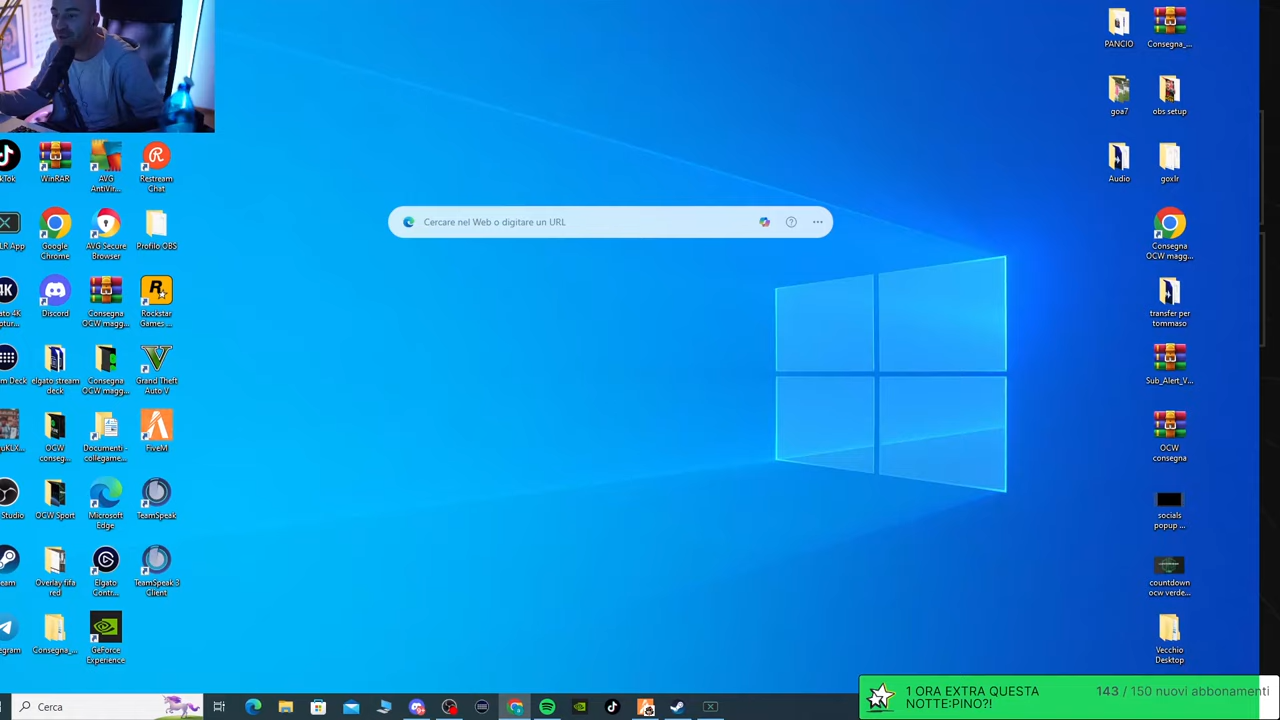 PANCIO
Consegna_...
goa7
obs setup
Audio
goxlr
WinRAR
AVG
AntiVir...
Restream
Chat
Cercare nel Web o digitare un URL
Google
Chrome
AVG Secure
Browser
Profilo OBS
Consegna
OCW magg...
4K
Discord
Consegna
OCW magg...
Rockstar
Games ...
transfer per
tommaso
elgato stream
deck
Consegna
OCW magg...
Grand Theft
Auto V
Sub_Alert_V...
OCW
conseg...
Documenti -
collegame...
FiveM
OCW
consegna
Studio
OCW Sport
Microsoft
Edge
TeamSpeak
socials
popup ...
Overlay fifa
red
Elgato
Contr...
TeamSpeak 3
Client
countdown
ocw verde...
Consegna_...
GeForce
Experience
Vecchio
Desktop
Cerca
1 ORA EXTRA QUESTA
NOTTE:PINO?!
143 / 150 nuovi abbonamenti